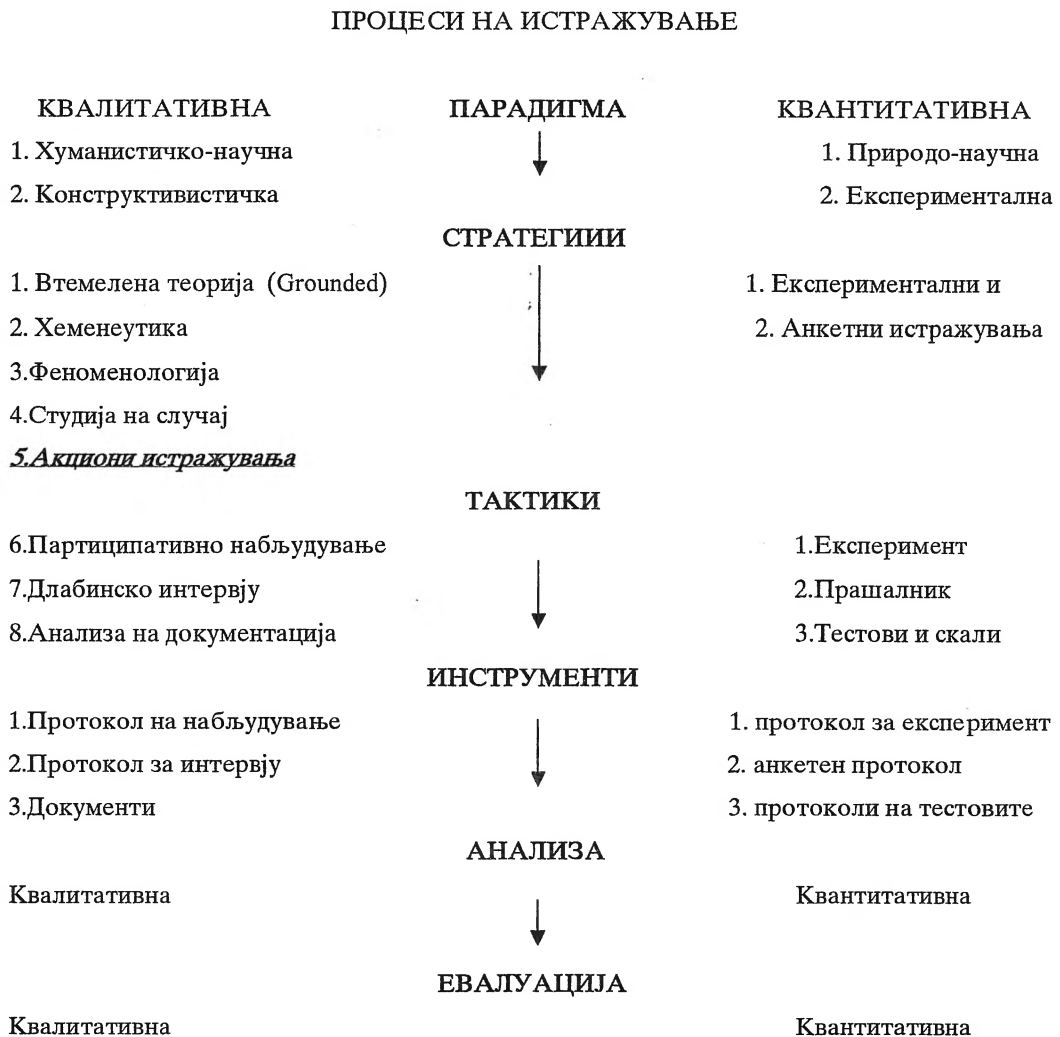 ПРОЦЕСИ НА ИСТРАЖУВАЊЕ
КВАЛИТАТИВНА ПАРАДИГМА КВАНТИТАТИВНА
1. Хуманистичко-научна 1. Природо-научна
2. Конструктивистичка 2. Експериментална
СТРАТЕГИИИ
1. Втемелена теорија (Grounded) 1. Експериментални и
2. Хеменеутика 2. Анкетни истражувања
3.Феноменологија
4.Студија на случај
5.Акциони истражувања
ТАКТИКИ
6.Партиципативно набљудување 1.Експеримент
7.Длабинско интервју 2.Прашалник
8.Анализа на документација 3.Тестови и скали
ИНСТРУМЕНТИ
1.Протокол на набљудување 1. протокол за експеримент
2.Протокол за интервју 2. анкетен протокол
3.Документи 3. протоколи на тестовите
АНАЛИЗА
Квалитативна Квантитативна
ЕВАЛУАЦИЈА
Квалитативна Квантитативна